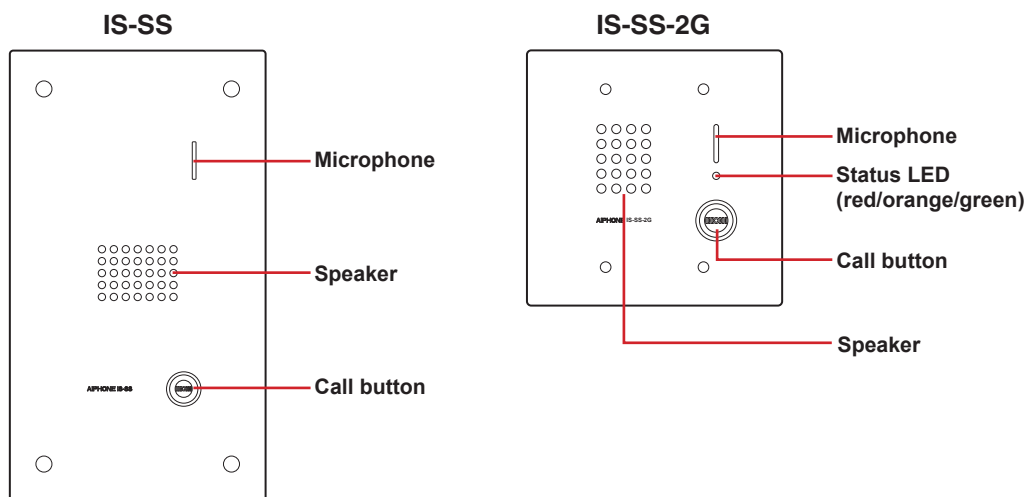 IS-SS
Microphone
Speaker
Call button
AIPHONE IS-SS
IS-SS-2G
Microphone
Status LED
(red/orange/green)
Call button
Speaker
AIPHONE IS-SS-2G